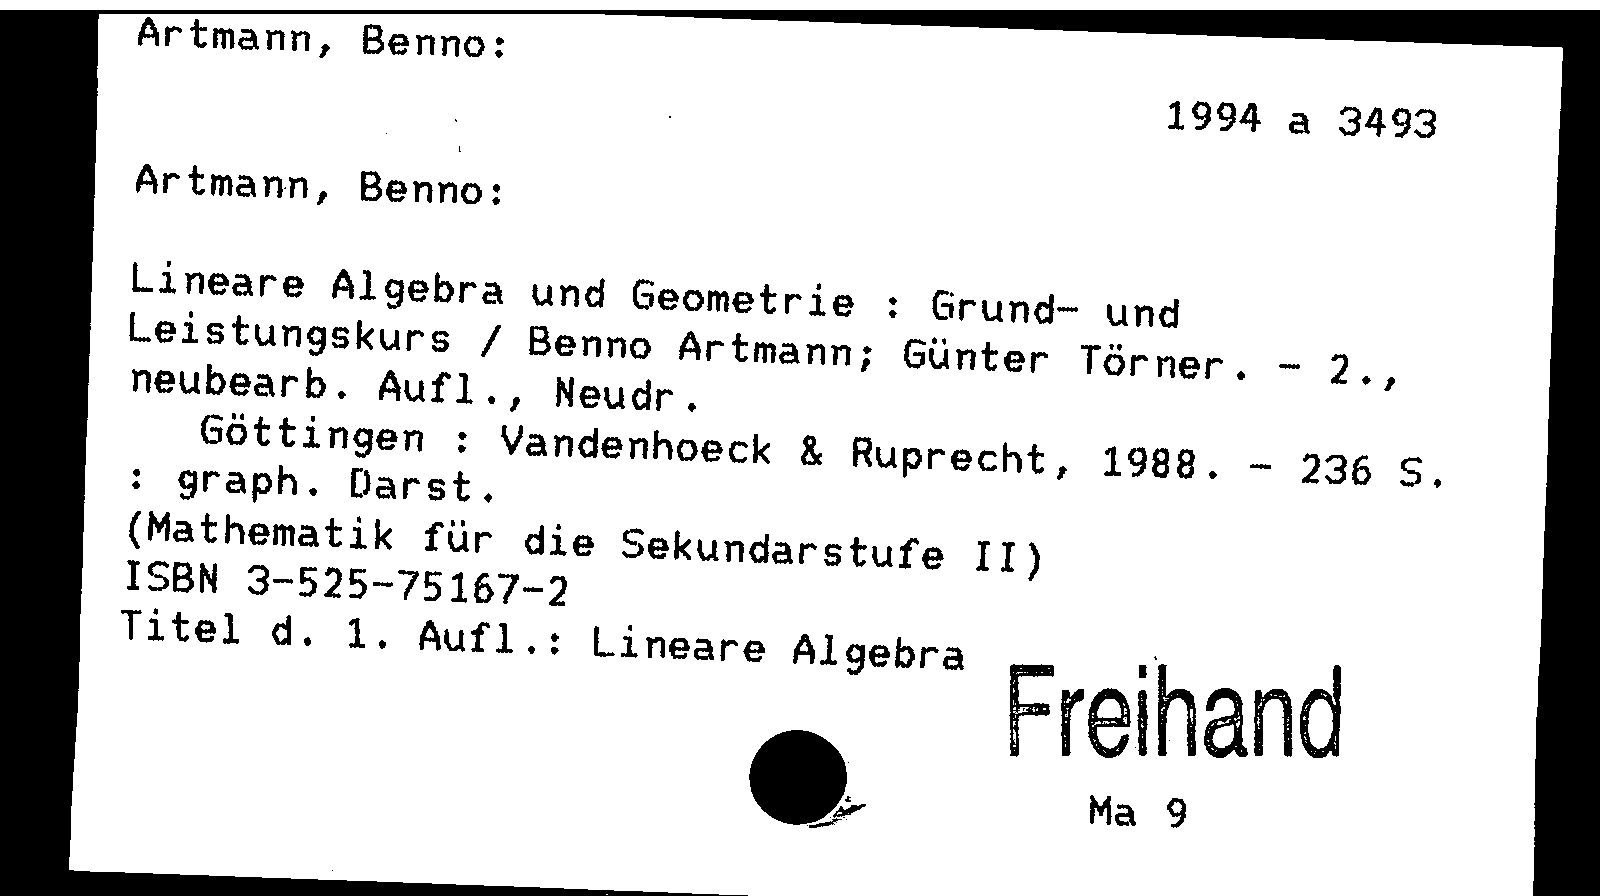 Artmann, Benno:
1994 a 3493
Artmann, Benno:
Lineare Algebra und Geometrie : Grund- und
Leistungskurs / Benno Artmann; Günter Törner. - 2.,
neubearb. Aufl., Neudr.
Göttingen : Vandenhoeck & Ruprecht, 1988. - 236 S.
: graph. Darst.
(Mathematik für die Sekundarstufe II)
ISBN 3-525-75167-2
Titel d. 1. Aufl.: Lineare Algebra
Freihand
Ma 9